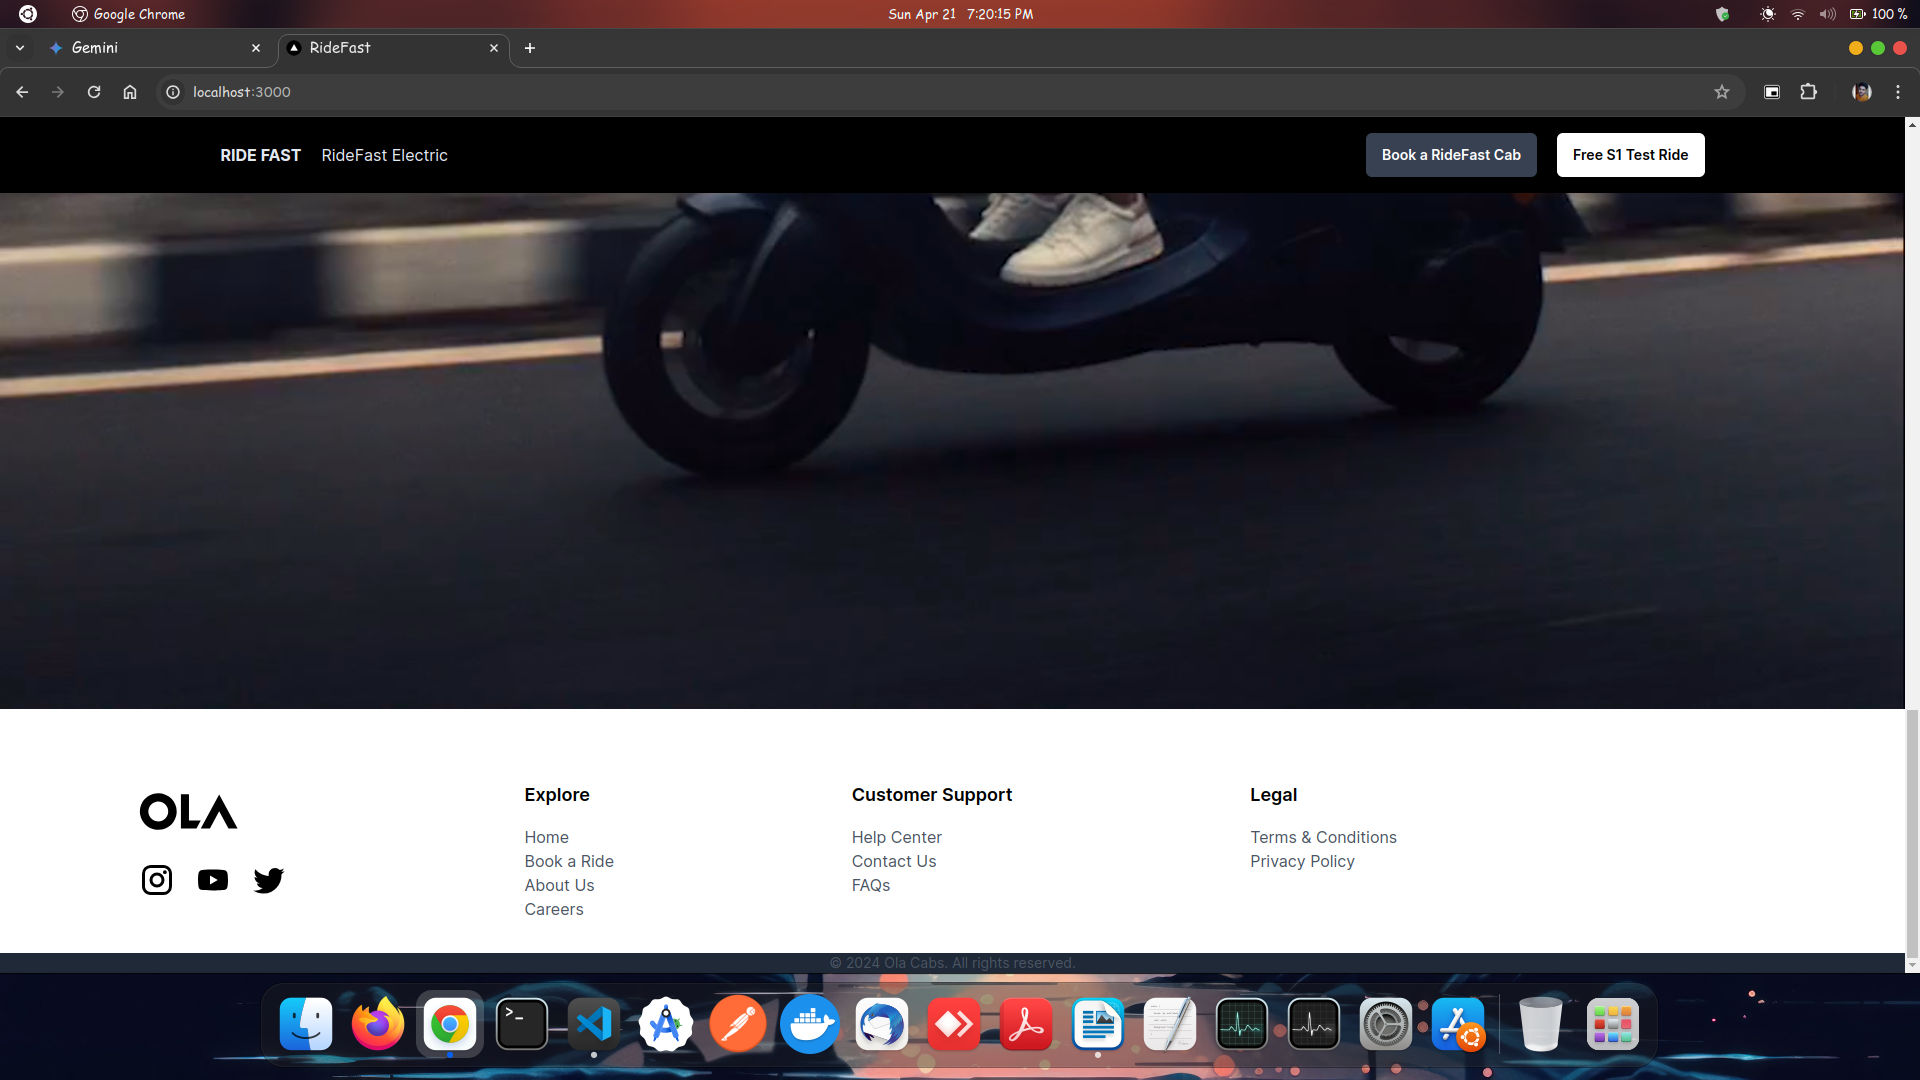 Google Chrome
Sun Apr 21 7:20:15 PM
100 %
Gemini
RideFast
localhost:3000
RIDE FAST
RideFast Electric
Book a RideFast Cab
Free S1 Test Ride
OLA
Explore
Home
Book a Ride
About Us
Careers
Customer Support
Help Center
Contact Us
FAQs
Legal
Terms & Conditions
Privacy Policy
© 2024 Ola Cabs. All rights reserved.
>_